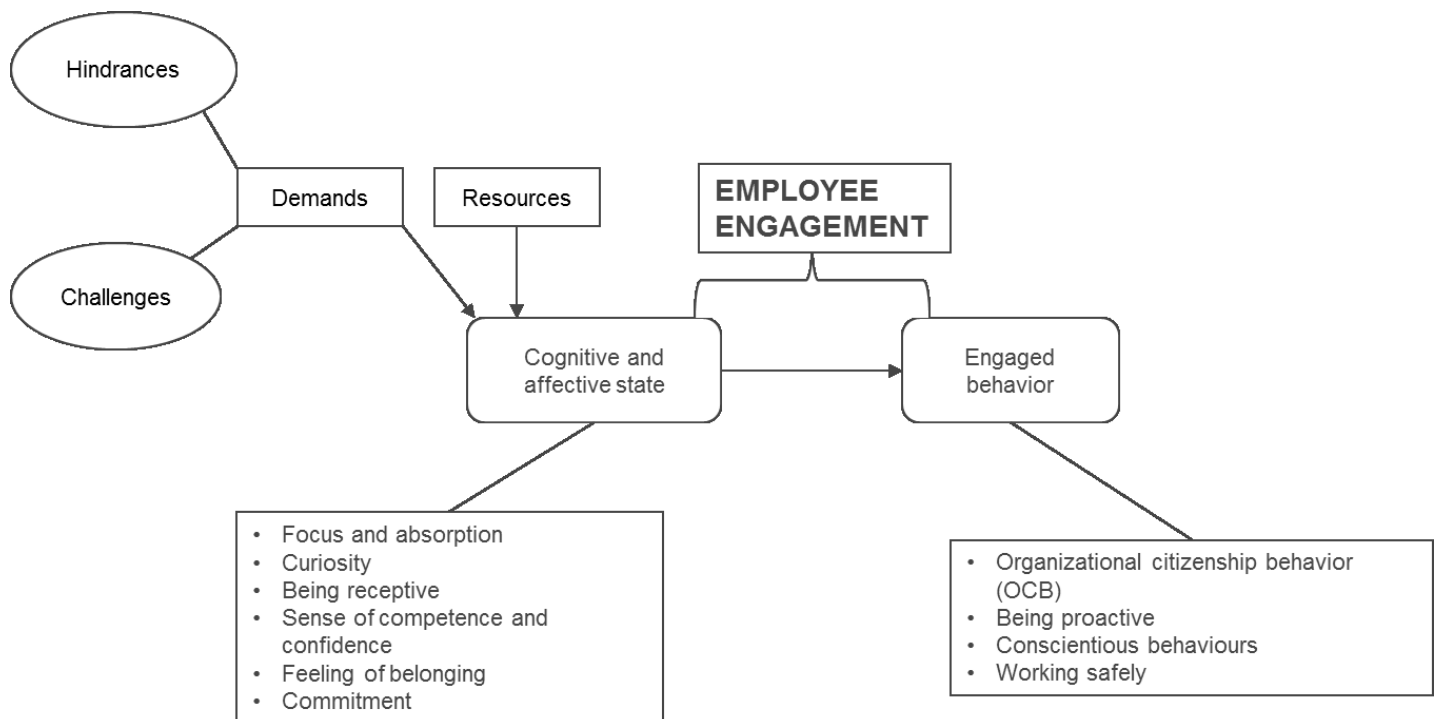 Hindrances
Demands
Resources
EMPLOYEE
ENGAGEMENT
Challenges
Cognitive and
affective state
Engaged
behavior
• Focus and absorption
• Curiosity
• Being receptive
• Sense of competence and
confidence
• Feeling of belonging
• Commitment
• Organizational citizenship behavior
(OCB)
• Being proactive
• Conscientious behaviours
• Working safely